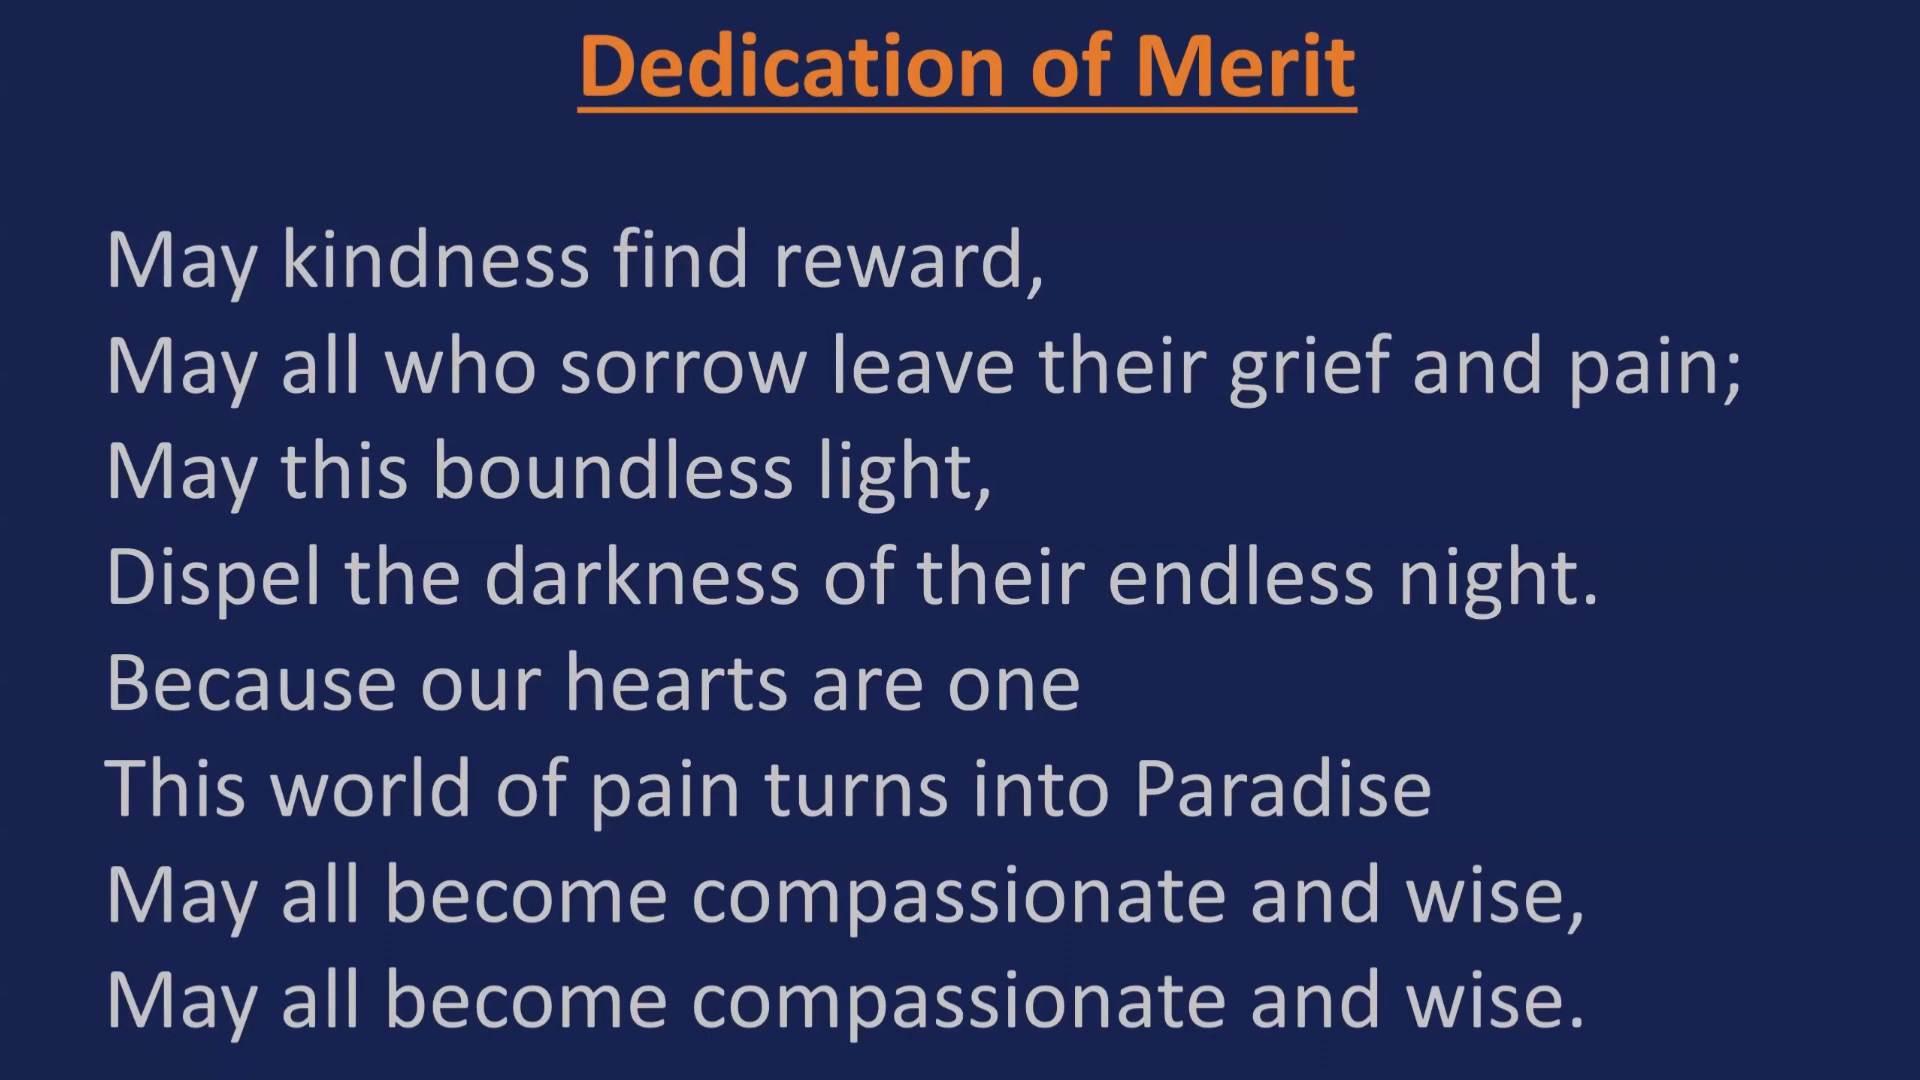 Dedication of Merit
May kindness find reward,
May all who sorrow leave their grief and pain;
May this boundless light,
Dispel the darkness of their endless night.
Because our hearts are one
This world of pain turns into Paradise
May all become compassionate and wise,
May all become compassionate and wise.